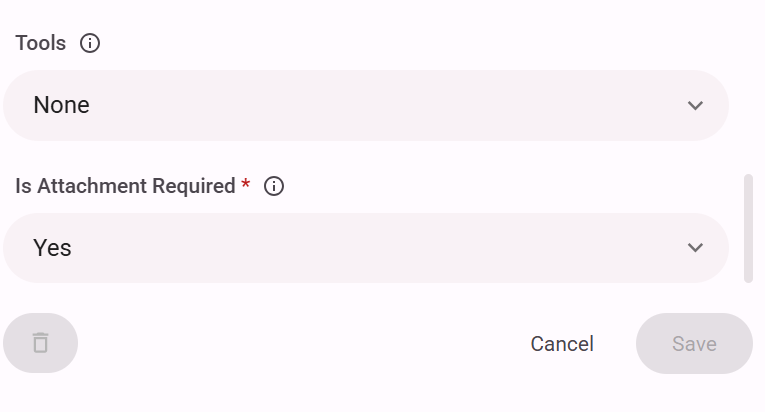 Tools
None
Is Attachment Required *
Yes
Cancel
Save